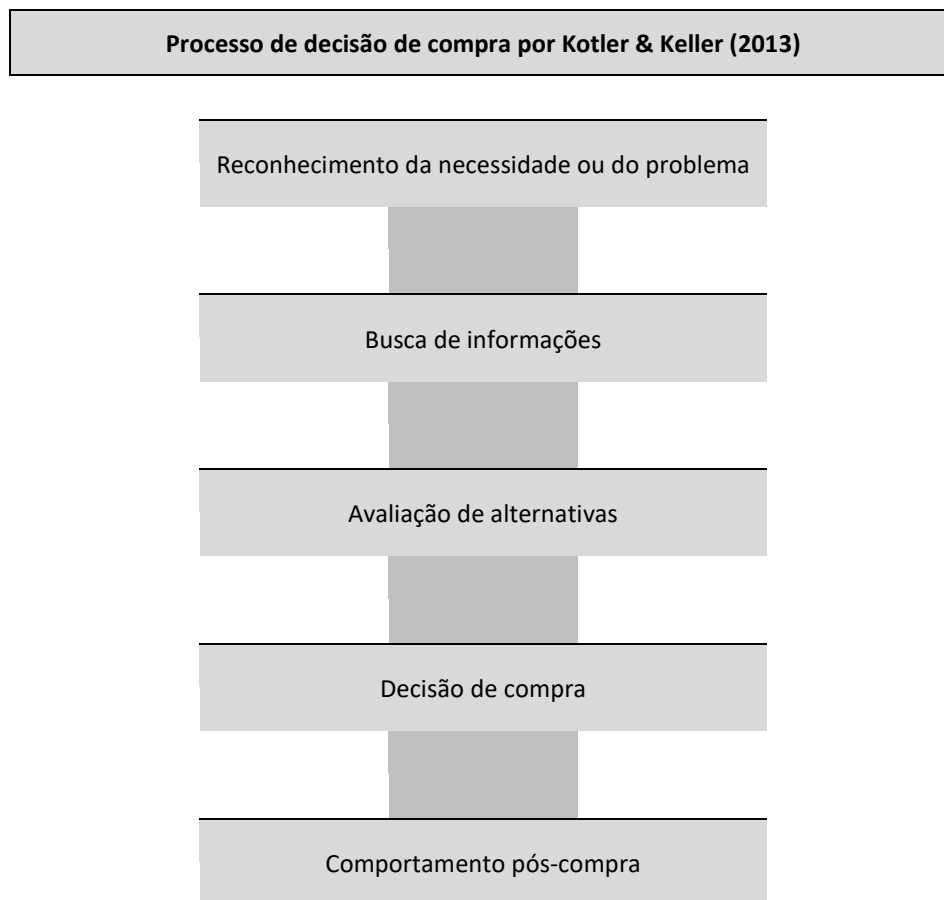 Processo de decisão de compra por Kotler & Keller (2013)
Reconhecimento da necessidade ou do problema
Busca de informações
Avaliação de alternativas
Decisão de compra
Comportamento pós-compra